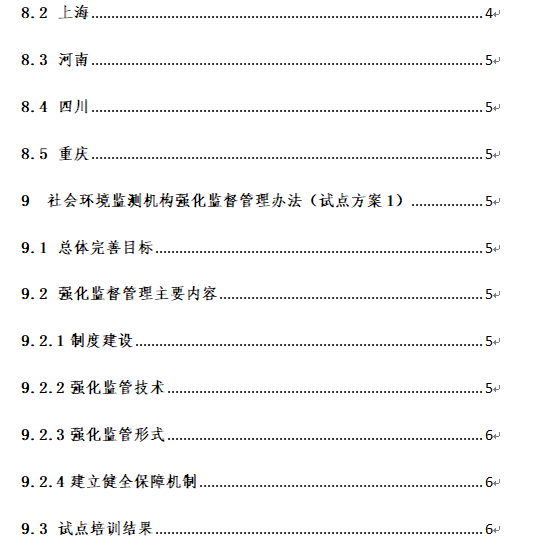 8.2 上海........................................4
8.3 河南........................................5
8.4 四川........................................5
8.5 重庆........................................5
9 社会环境监测机构强化监督管理办法（试点方案1）........................................5
9.1 总体完善目标........................................5
9.2 强化监督管理主要内容........................................5
9.2.1制度建设........................................5
9.2.2强化监管技术........................................5
9.2.3强化监管形式........................................6
9.2.4建立健全保障机制........................................6
9.3 试点培训结果........................................6